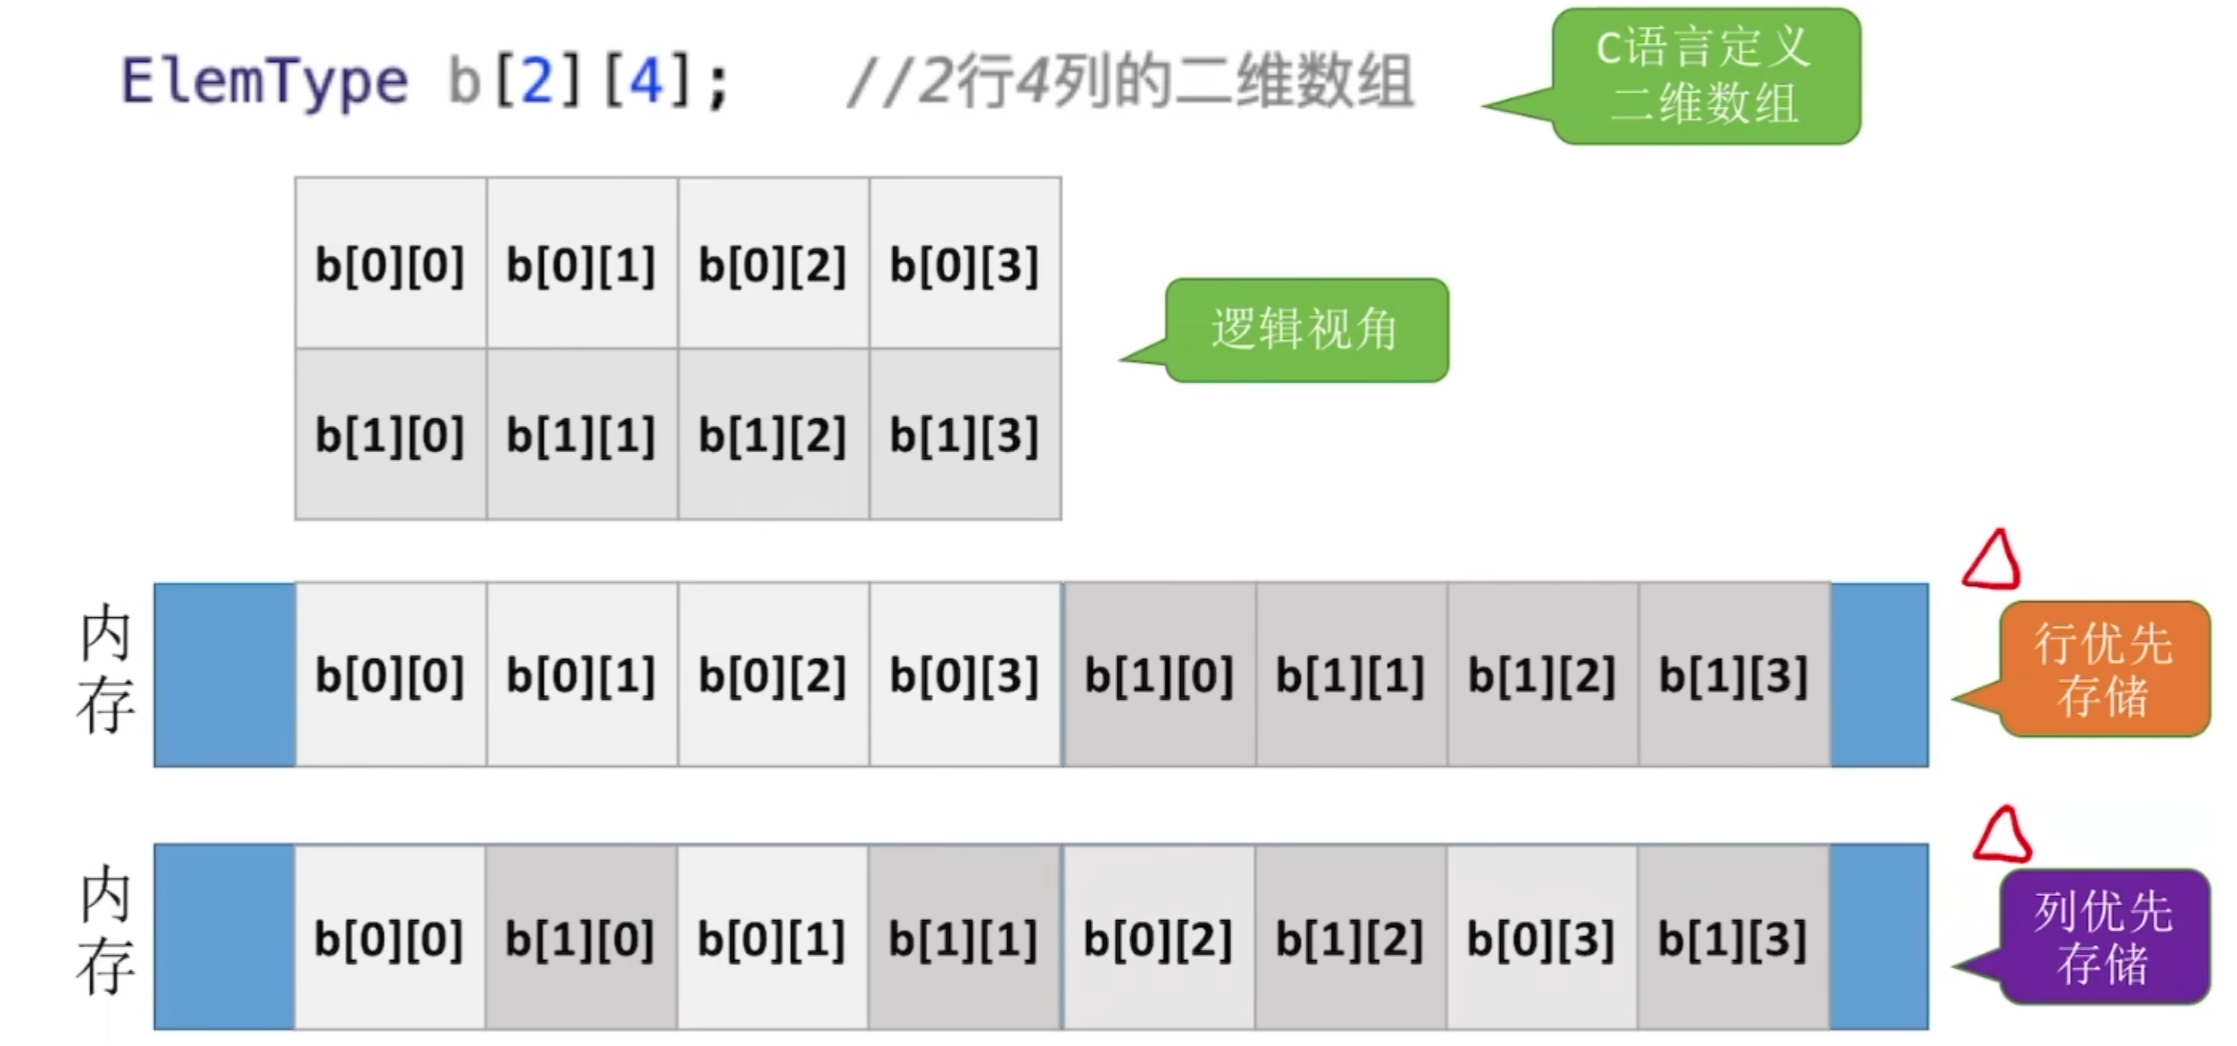 ElemType b[2][4];    //2行4列的二维数组
C语言定义
二维数组
b[0][0] b[0][1] b[0][2] b[0][3]
b[1][0] b[1][1] b[1][2] b[1][3]
逻辑视角
内存
b[0][0] b[0][1] b[0][2] b[0][3] b[1][0] b[1][1] b[1][2] b[1][3]
行优先
存储
内存
b[0][0] b[1][0] b[0][1] b[1][1] b[0][2] b[1][2] b[0][3] b[1][3]
列优先
存储